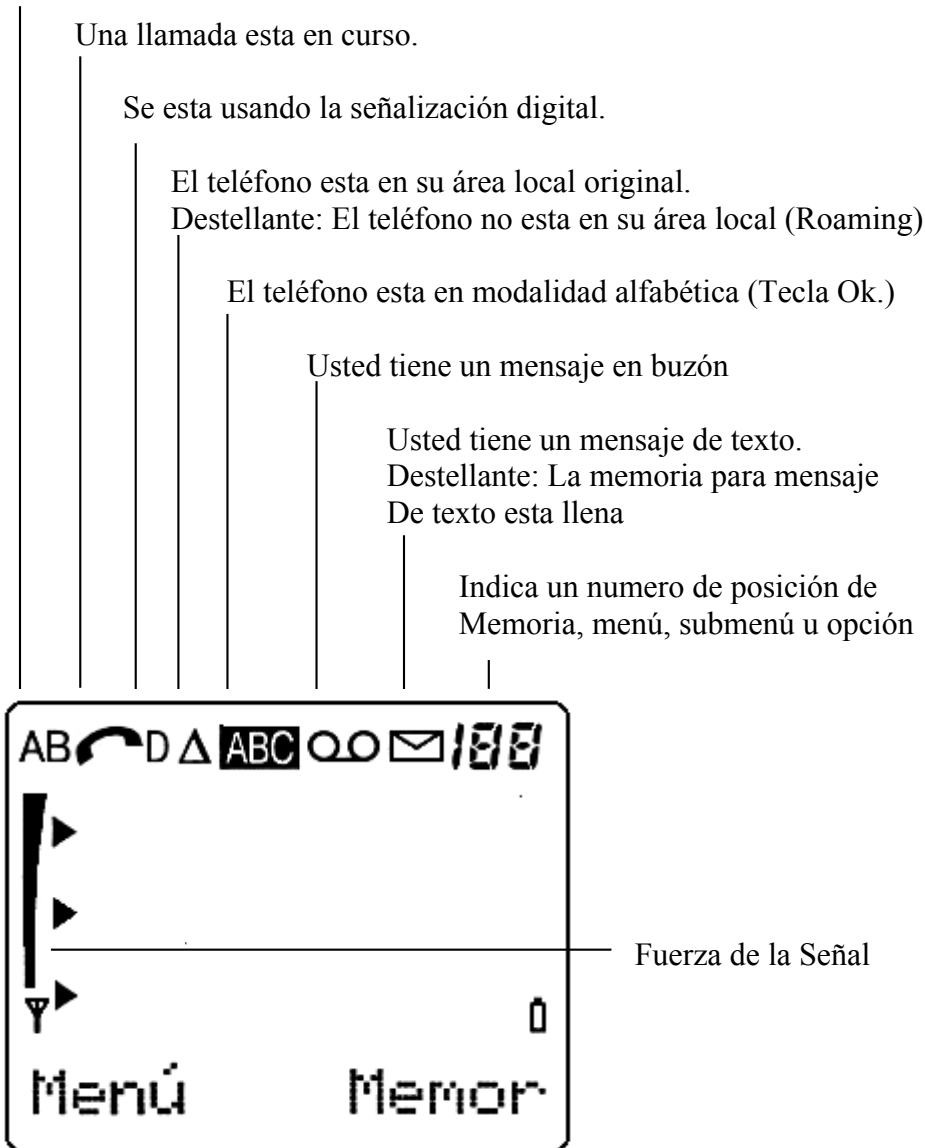 Una llamada esta en curso.
Se esta usando la señalización digital.
El teléfono esta en su área local original.
Destellante: El teléfono no esta en su área local (Roaming)
El teléfono esta en modalidad alfabética (Tecla Ok.)
Usted tiene un mensaje en buzón
Usted tiene un mensaje de texto.
Destellante: La memoria para mensaje
De texto esta llena
Indica un numero de posición de
Memoria, menú, submenú u opción
AB D Δ ABC 188
Fuerza de la Señal
Menú Memor